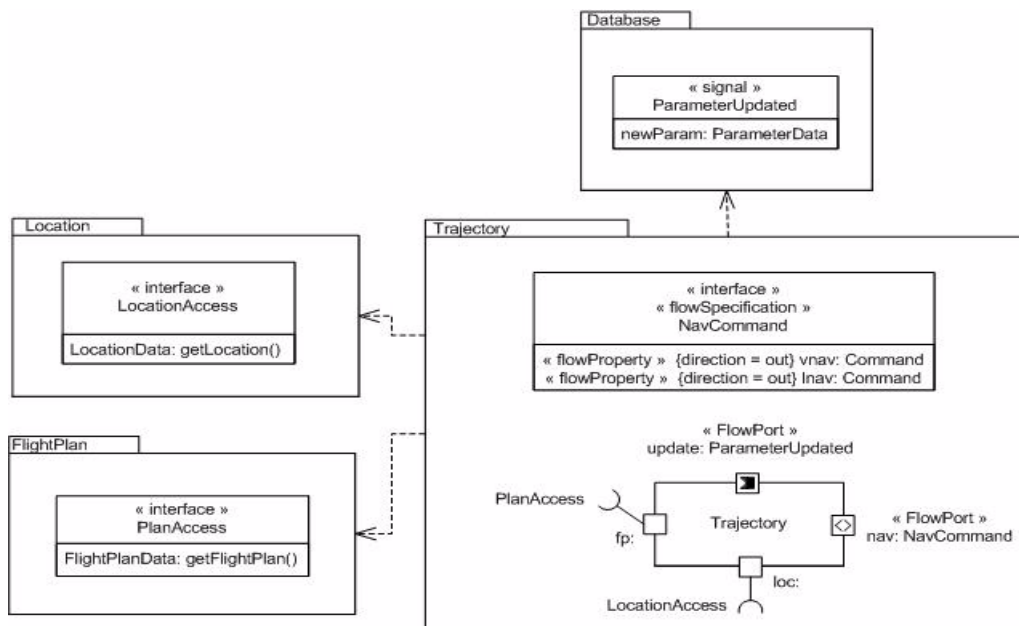 Database
« signal »
ParameterUpdated
newParam: ParameterData
Location
« interface »
LocationAccess
LocationData: getLocation()
Trajectory
« interface »
« flowSpecification »
NavCommand
« flowProperty » {direction = out} vnav: Command
« flowProperty » {direction = out} lnav: Command
FlightPlan
« interface »
PlanAccess
FlightPlanData: getFlightPlan()
« FlowPort »
update: ParameterUpdated
PlanAccess
fp:
Trajectory
<>
« FlowPort »
nav: NavCommand
loc:
LocationAccess